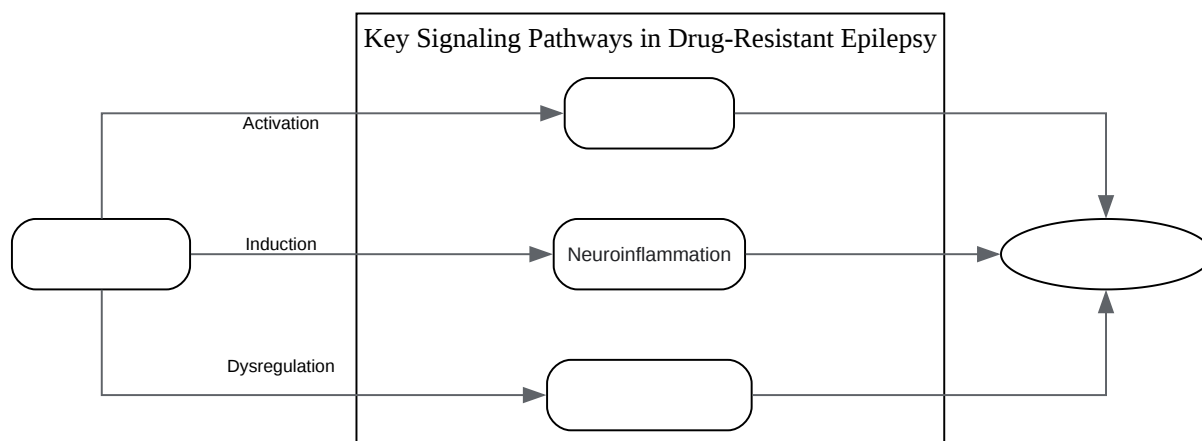 Key Signaling Pathways in Drug-Resistant Epilepsy
Activation
Induction
Neuroinflammation
Dysregulation